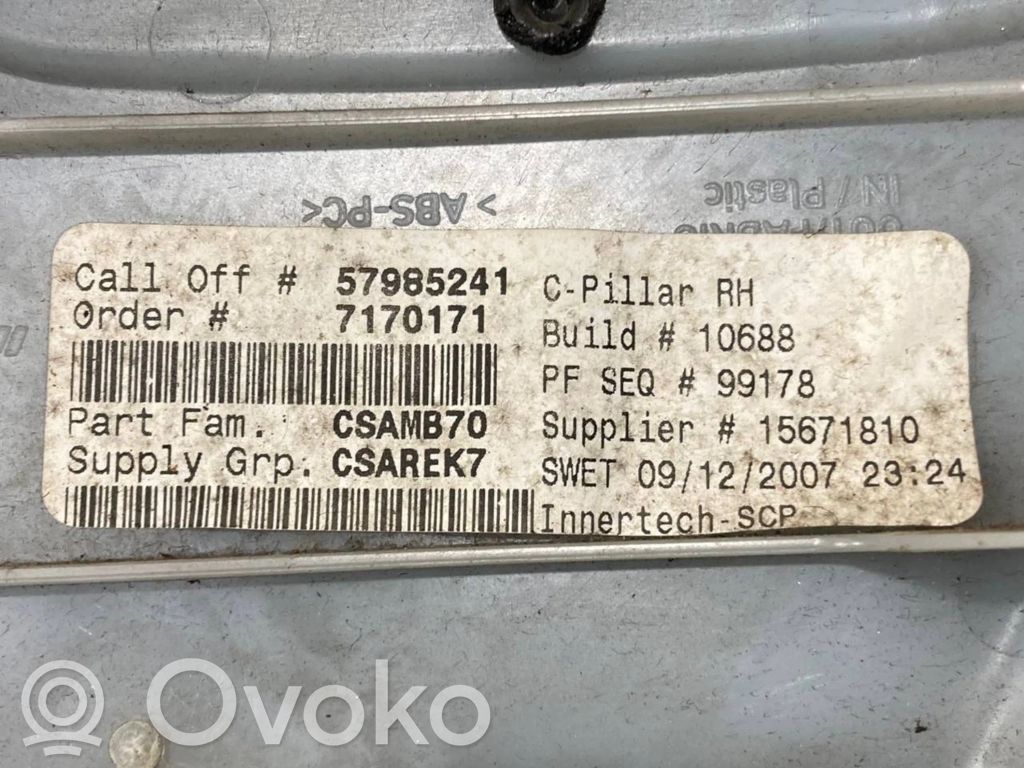 >ABS-PC<
IN / Plastic
Call Off # 57985241
Order # 7170171
Part Fam. CSAMB70
Supply Grp. CSAREK7
C-Pillar RH
Build # 10688
PF SEQ # 99178
Supplier # 15671810
SWET 09/12/2007 23:24
Innertech-SCP
Ovoko